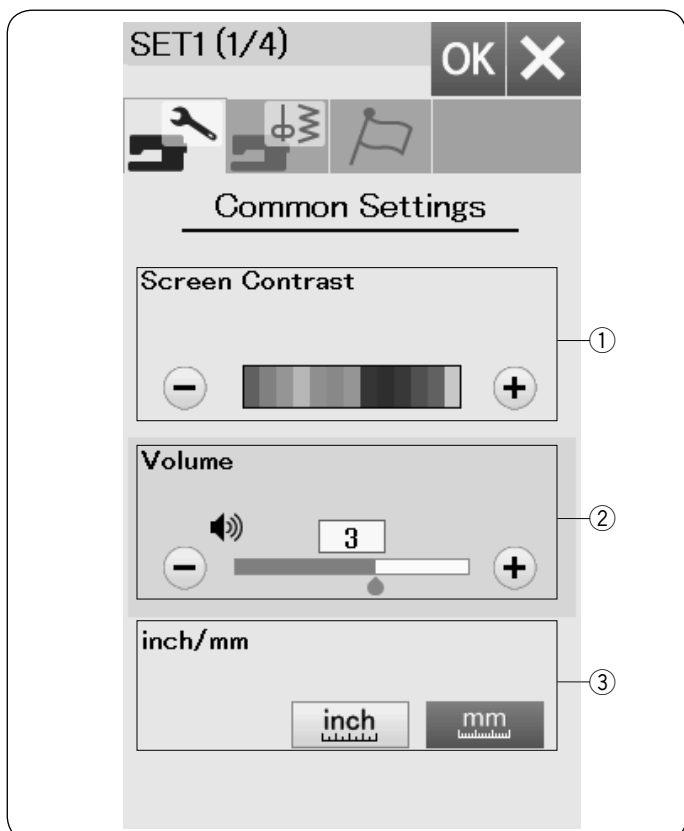 SET1 (1/4)
OK
Common Settings
Screen Contrast
①
Volume
3
②
inch/mm
③
inch
mm